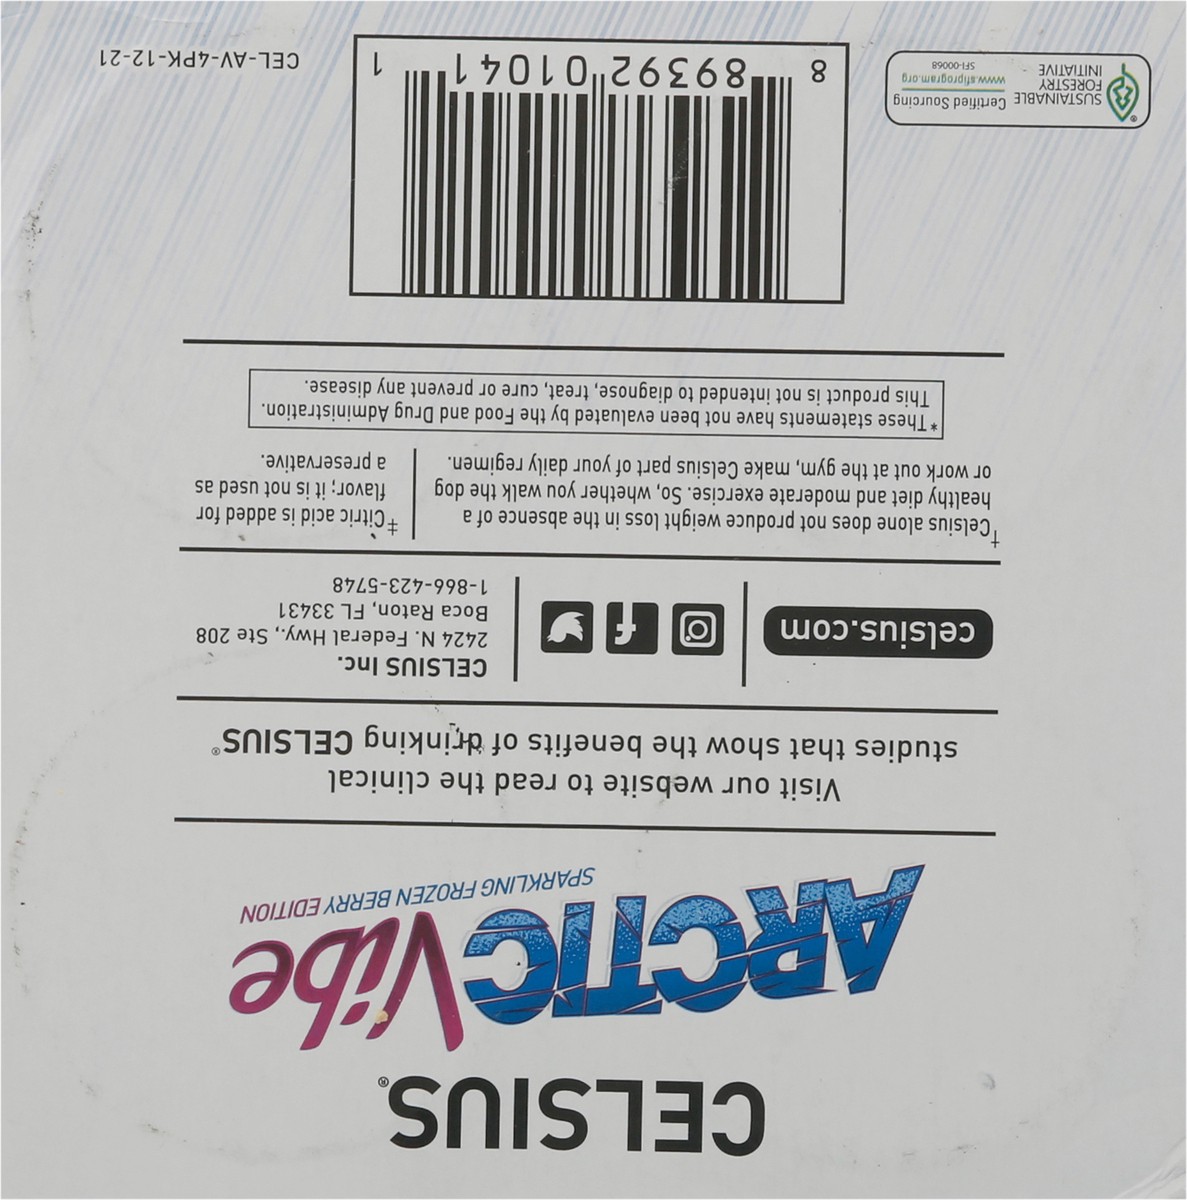 CELSIUS®
ARCTIC Vibe
SPARKLING FROZEN BERRY EDITION
Visit our website to read the clinical
studies that show the benefits of drinking CELSIUS®
celsius.com
CELSIUS Inc.
2424 N. Federal Hwy., Ste 208
Boca Raton, FL 33431
1-866-423-5748
†Celsius alone does not produce weight loss in the absence of a
healthy diet and moderate exercise. So, whether you walk the dog
or work out at the gym, make Celsius part of your daily regimen.
‡Citric acid is added for
flavor; it is not used as
a preservative.
*These statements have not been evaluated by the Food and Drug Administration.
This product is not intended to diagnose, treat, cure or prevent any disease.
SUSTAINABLE
FORESTRY
INITIATIVE
Certified Sourcing
www.sfiprogram.org
SFI-00068
8 89392 01041 1
CEL-AV-4PK-12-21